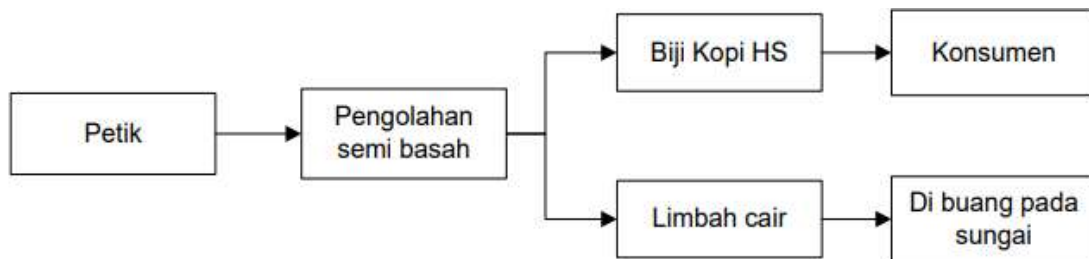 Petik
Pengolahan
semi basah
Biji Kopi HS
Konsumen
Limbah cair
Di buang pada
sungai